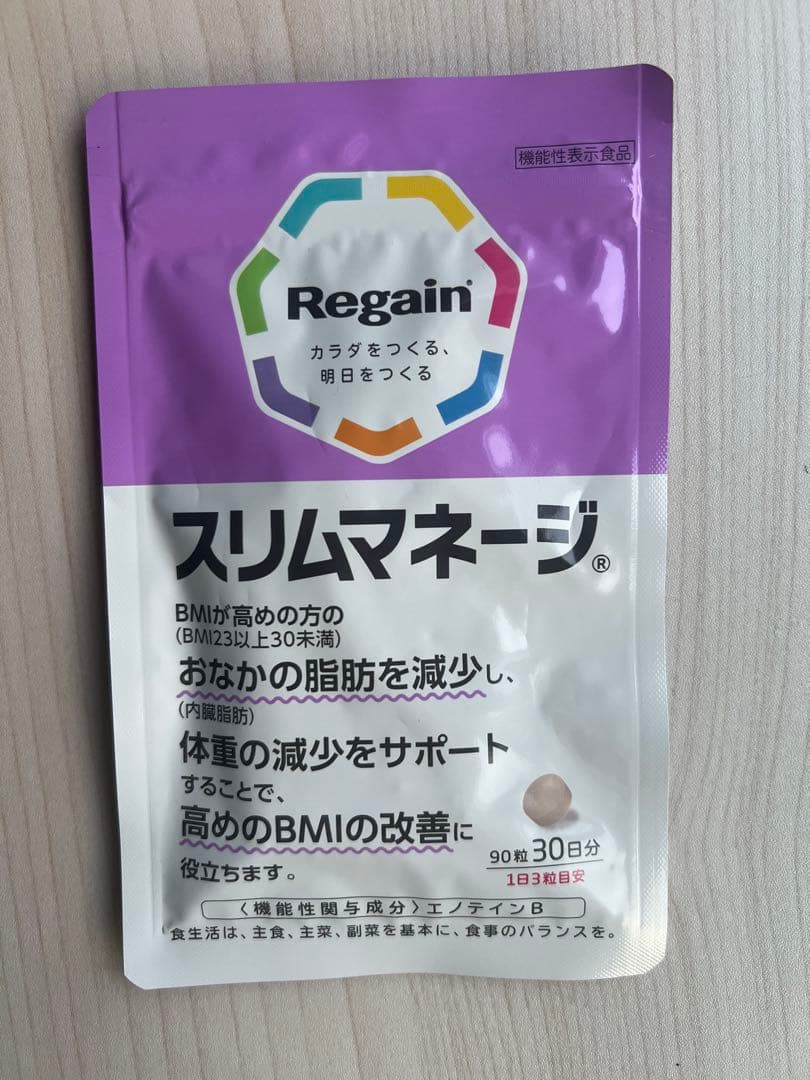 機能性表示食品
Regain®
カラダをつくる、
明日をつくる
スリムマネージ®
BMIが高めの方の
(BMI23以上30未満)
おなかの脂肪を減少し、
(内臓脂肪)
体重の減少をサポート
することで、
高めのBMIの改善に
役立ちます。
90粒30日分
1日3粒目安
〈機能性関与成分〉エノテインB
食生活は、主食、主菜、副菜を基本に、食事のバランスを。